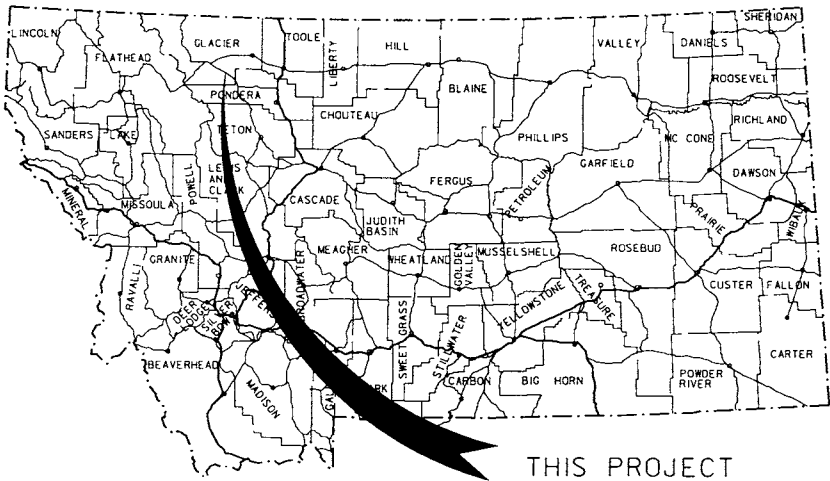 LINCOLN
FLATHEAD
GLACIER
TOOLE
LIBERTY
HILL
BLAINE
VALLEY
DANIELS
SHERIDAN
ROOSEVELT
PONDERA
CHOUTEAU
PHILLIPS
RICHLAND
MC CONE
SANDERS
LAKE
TETON
LEWIS
AND
CLARK
CASCADE
FERGUS
PETROLEUM
GARFIELD
DAWSON
PRAIRIE
WIBAUX
MINERAL
MISSOULA
POWELL
JUDITH
BASIN
MEAGHER
WHEATLAND
GOLDEN
VALLEY
MUSSELSHELL
ROSEBUD
TREASURE
CUSTER
FALLON
RAVALLI
GRANITE
DEER
LODGE
SILVER
BOW
BROADWATER
SWEET GRASS
STILLWATER
YELLOWSTONE
CARTER
BEAVERHEAD
MADISON
CARBON
BIG HORN
POWDER
RIVER
THIS PROJECT